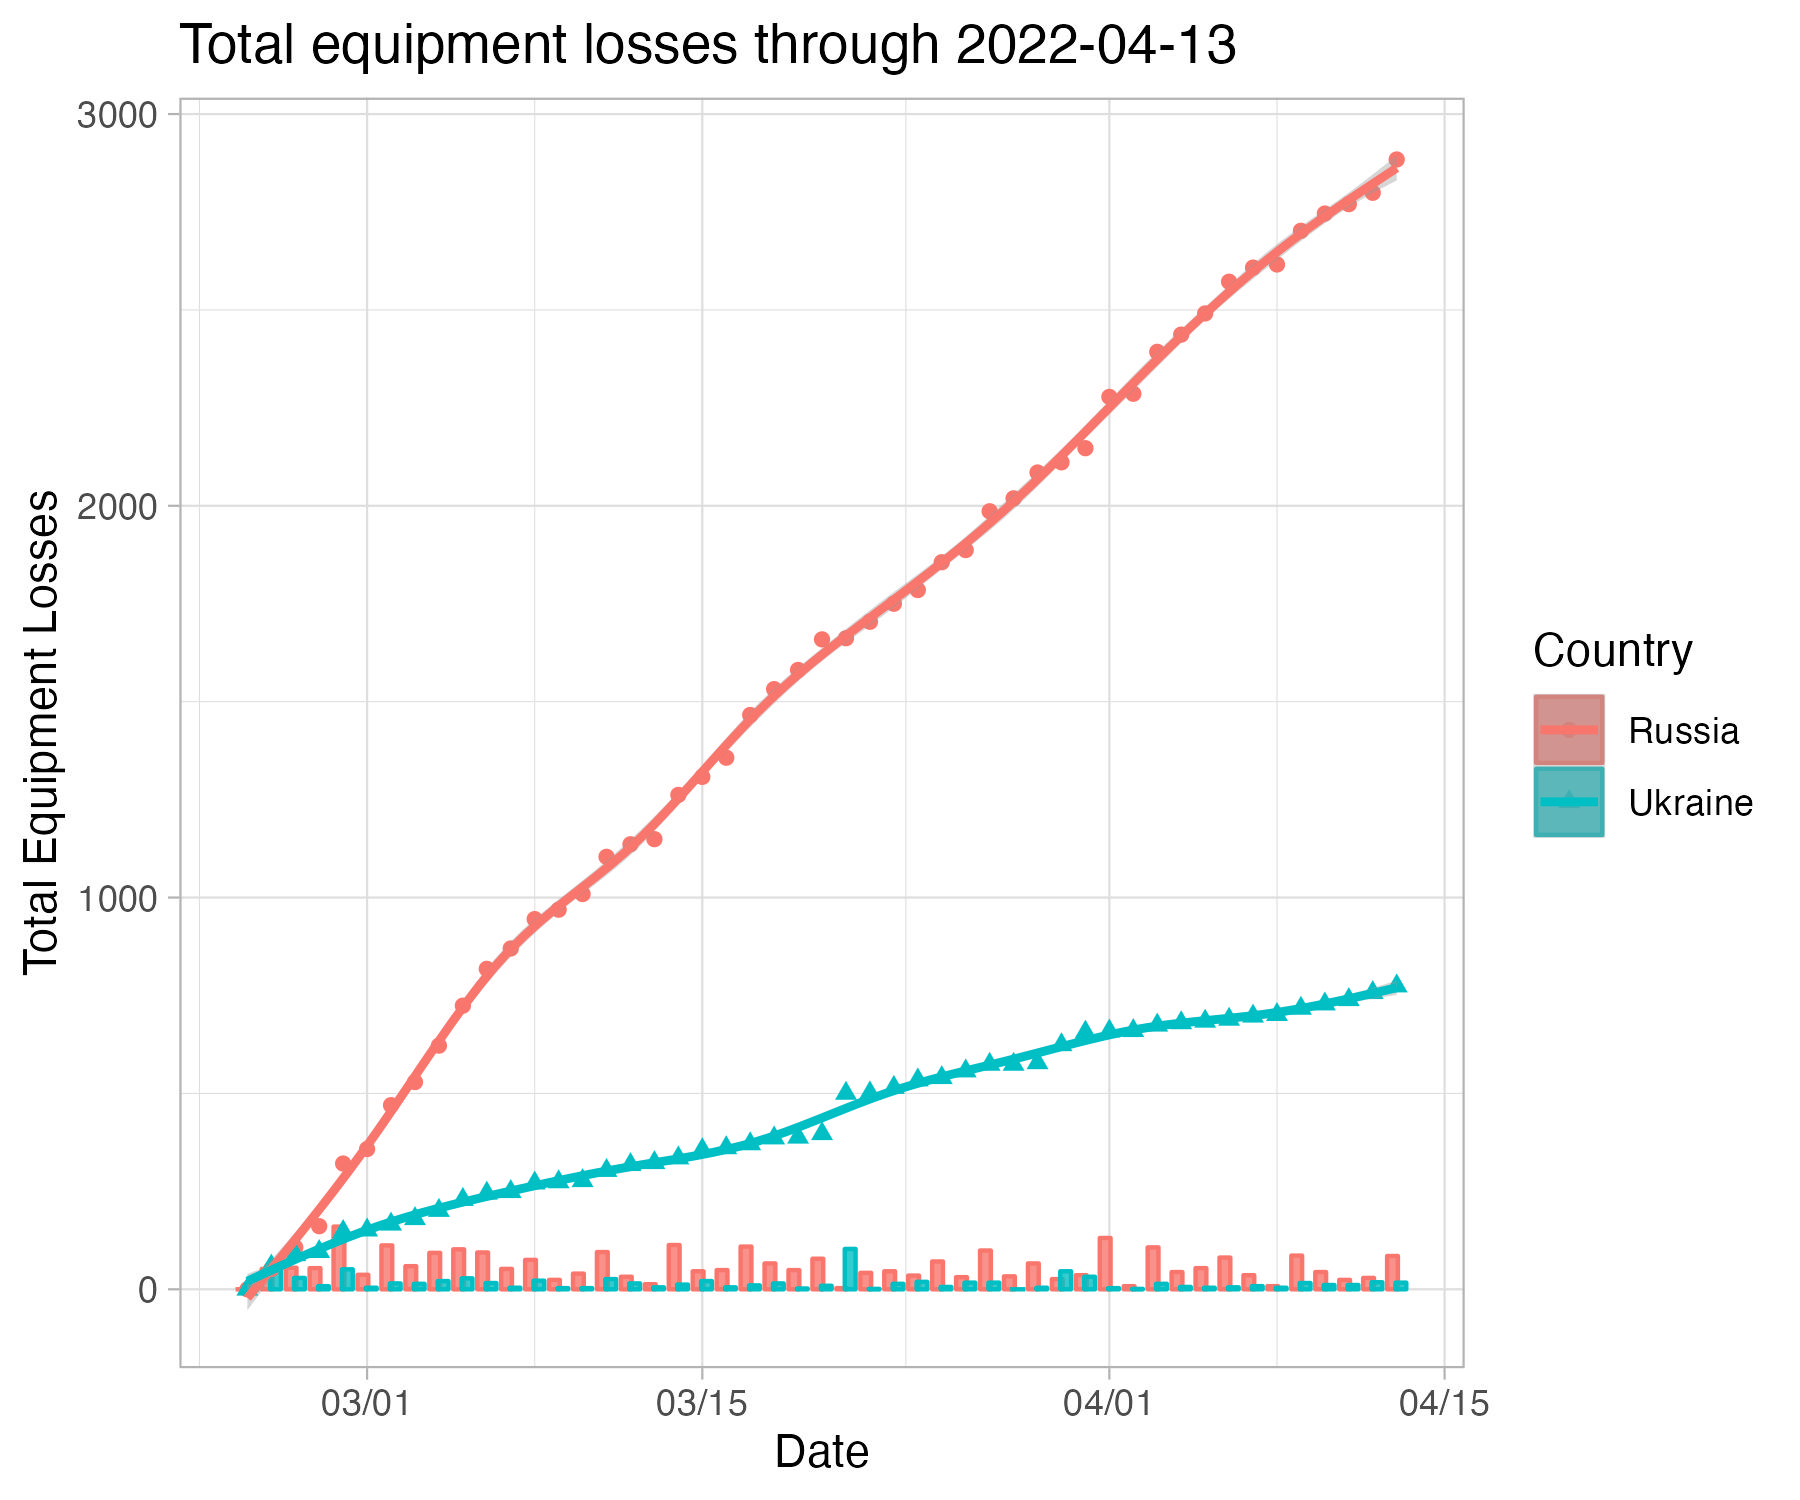 Total equipment losses through 2022-04-13
3000
2000
1000
0
Total Equipment Losses
03/01
03/15
04/01
04/15
Date
Country
Russia
Ukraine